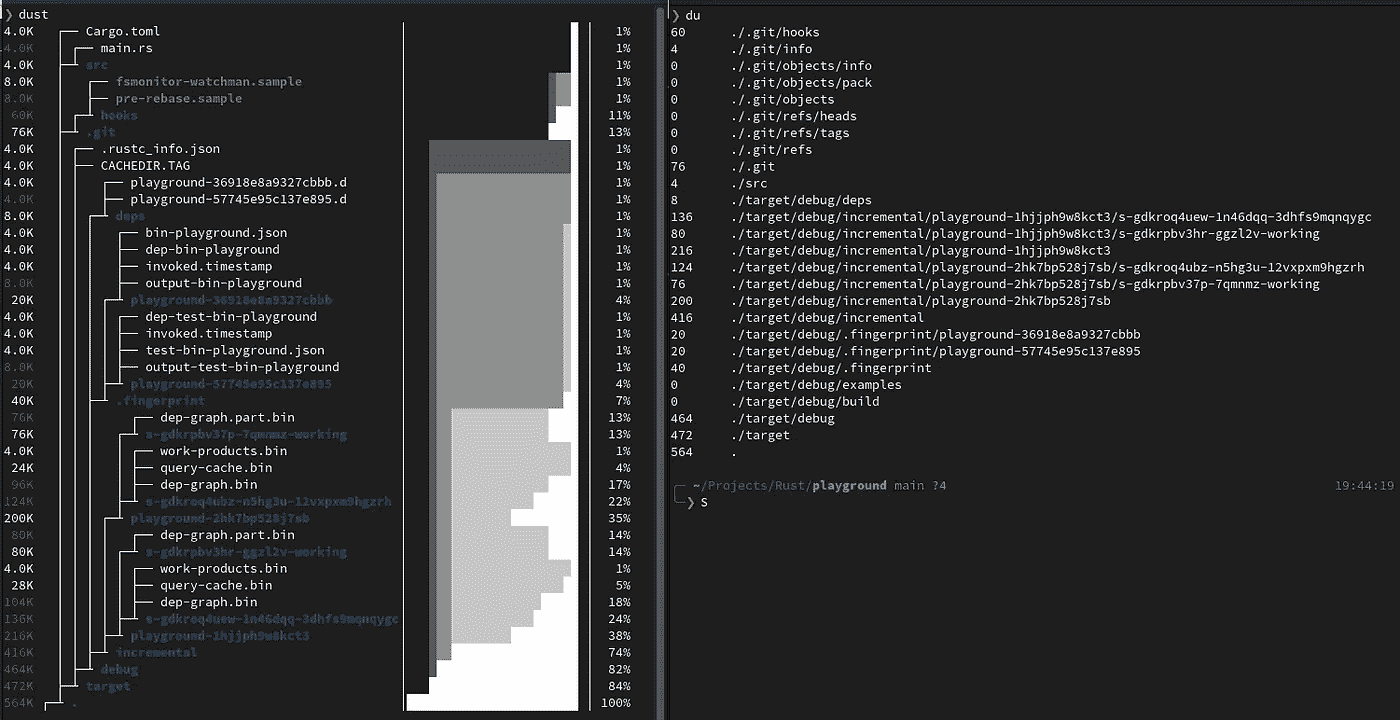 ❯ dust
4.0K Cargo.toml 1%
4.0K main.rs 1%
4.0K src 1%
8.0K fsmonitor-watchman.sample 1%
8.0K pre-rebase.sample 1%
60K hooks 11%
76K .git 13%
4.0K .rustc_info.json 1%
4.0K CACHEDIR.TAG 1%
4.0K playground-36918e8a9327cbbb.d 1%
4.0K playground-57745e95c137e895.d 1%
8.0K deps 1%
4.0K bin-playground.json 1%
4.0K dep-bin-playground 1%
4.0K invoked.timestamp 1%
8.0K output-bin-playground 1%
20K playground-36918e8a9327cbbb 4%
4.0K dep-test-bin-playground 1%
4.0K invoked.timestamp 1%
4.0K test-bin-playground.json 1%
8.0K output-test-bin-playground 1%
20K playground-57745e95c137e895 4%
40K .fingerprint 7%
76K dep-graph.part.bin 13%
76K s-gdkrpbv37p-7qmnmz-working 13%
4.0K work-products.bin 1%
24K query-cache.bin 4%
96K dep-graph.bin 17%
124K s-gdkroq4ubz-n5hg3u-12vxpxm9hgzrh 22%
200K playground-2hk7bp528j7sb 35%
80K dep-graph.part.bin 14%
80K s-gdkrpbv3hr-ggzl2v-working 14%
4.0K work-products.bin 1%
28K query-cache.bin 5%
104K dep-graph.bin 18%
136K s-gdkroq4uew-1n46dqq-3dhfs9mqnqygc 24%
216K playground-1hjjph9w8kct3 38%
416K incremental 74%
464K debug 82%
472K target 84%
564K . 100%
❯ du
60 ./.git/hooks
4 ./.git/info
0 ./.git/objects/info
0 ./.git/objects/pack
0 ./.git/objects
0 ./.git/refs/heads
0 ./.git/refs/tags
0 ./.git/refs
76 ./.git
4 ./src
8 ./target/debug/deps
136 ./target/debug/incremental/playground-1hjjph9w8kct3/s-gdkroq4uew-1n46dqq-3dhfs9mqnqygc
80 ./target/debug/incremental/playground-1hjjph9w8kct3/s-gdkrpbv3hr-ggzl2v-working
216 ./target/debug/incremental/playground-1hjjph9w8kct3
124 ./target/debug/incremental/playground-2hk7bp528j7sb/s-gdkroq4ubz-n5hg3u-12vxpxm9hgzrh
76 ./target/debug/incremental/playground-2hk7bp528j7sb/s-gdkrpbv37p-7qmnmz-working
200 ./target/debug/incremental/playground-2hk7bp528j7sb
416 ./target/debug/incremental
20 ./target/debug/.fingerprint/playground-36918e8a9327cbbb
20 ./target/debug/.fingerprint/playground-57745e95c137e895
40 ./target/debug/.fingerprint
0 ./target/debug/examples
0 ./target/debug/build
464 ./target/debug
472 ./target
564 .
~/Projects/Rust/playground main ?4 19:44:19
❯ S